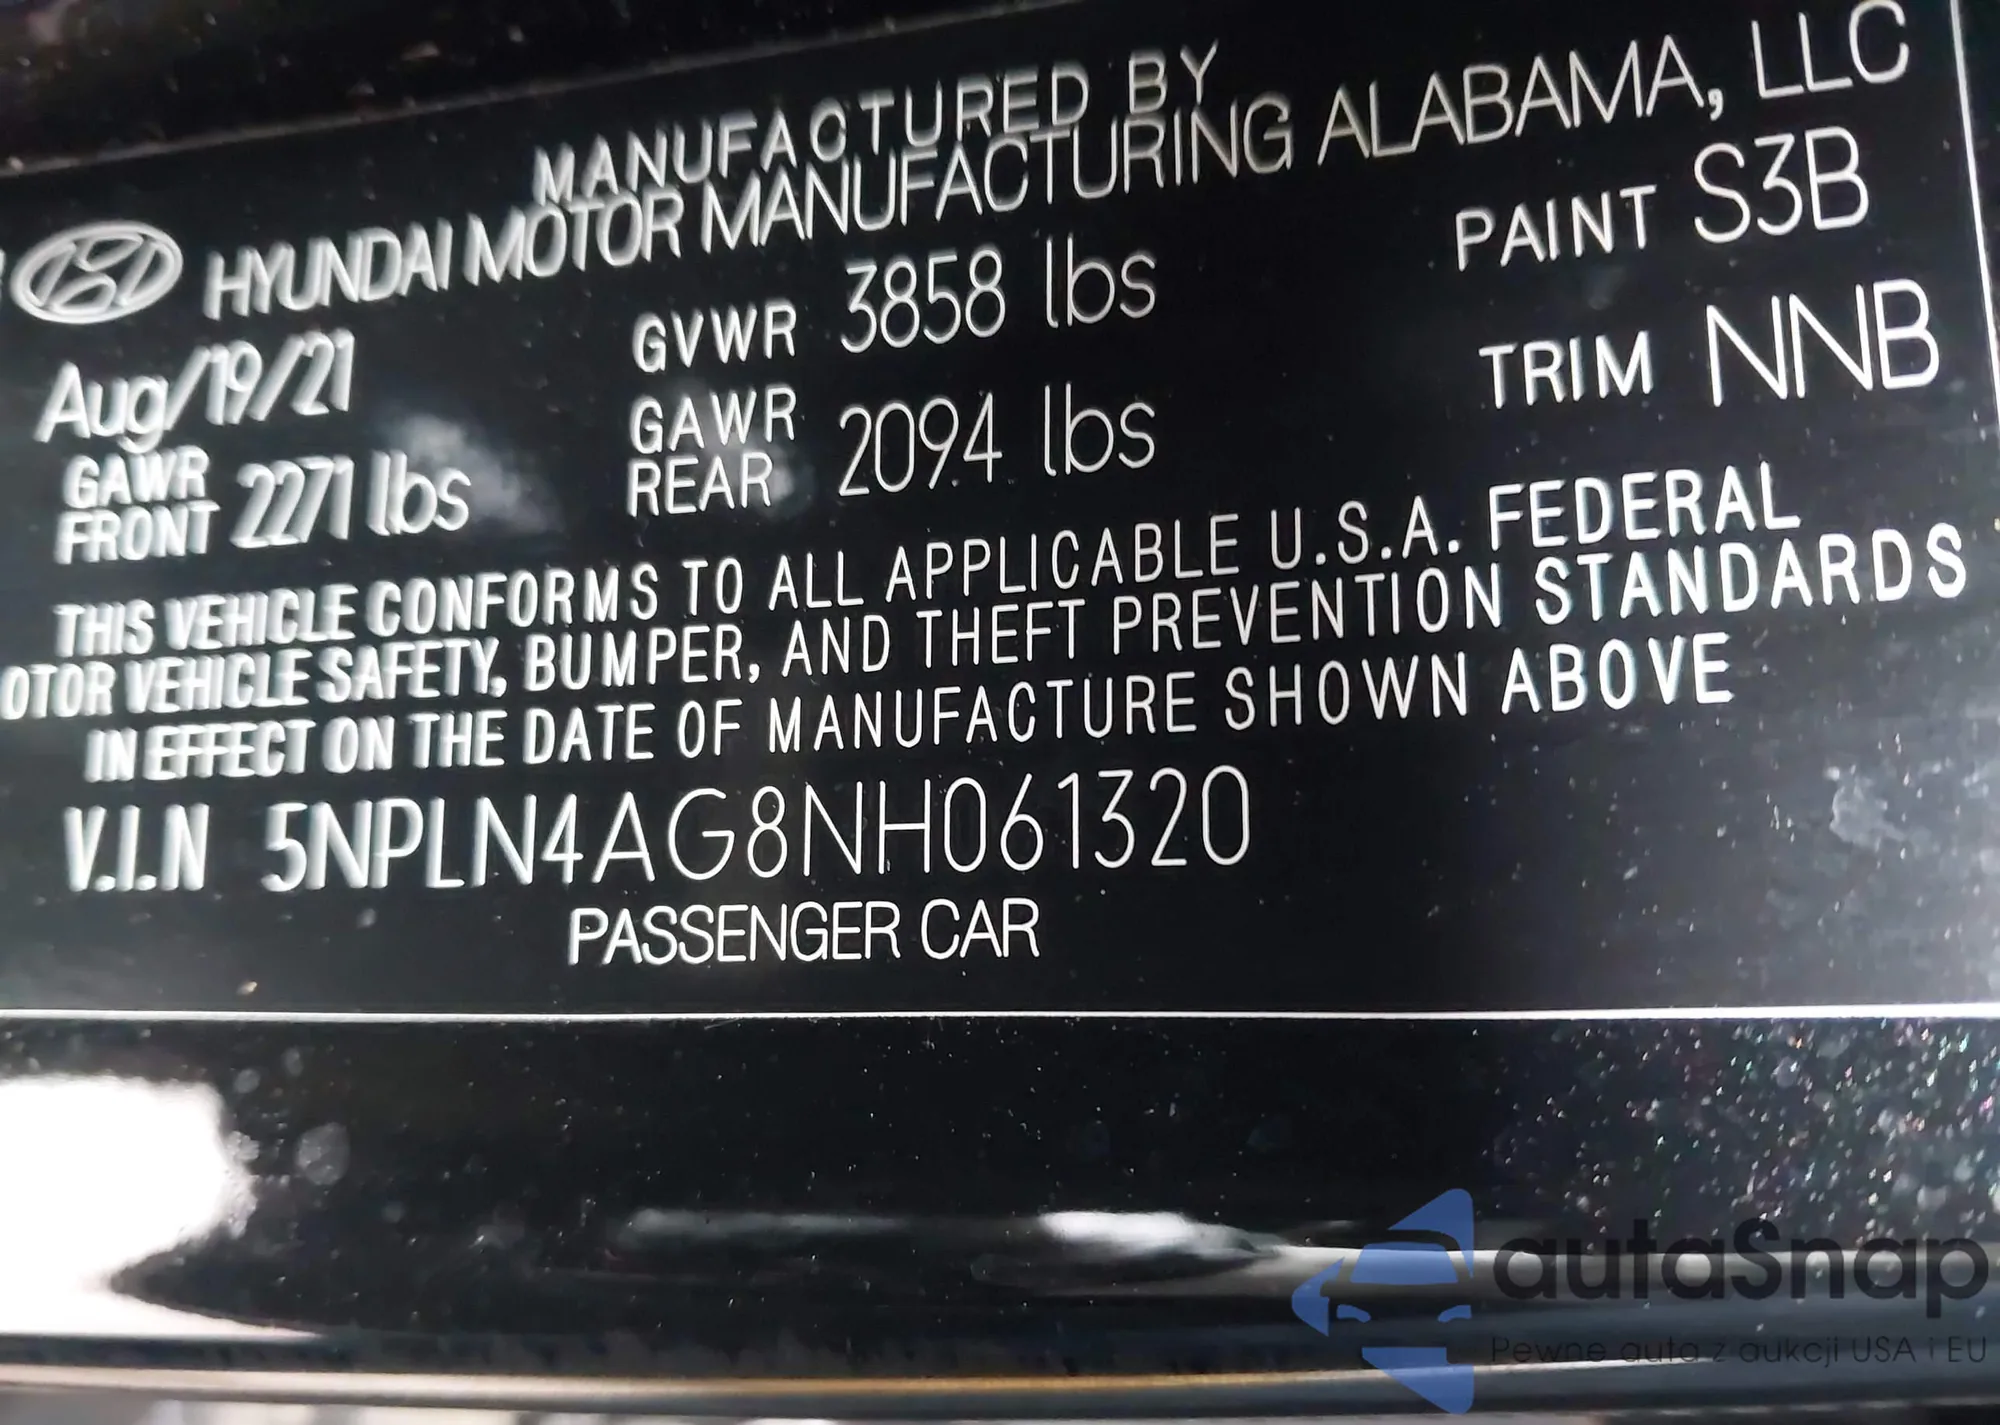 MANUFACTURED BY
HYUNDAI MOTOR MANUFACTURING ALABAMA, LLC
Aug/19/21 GVWR 3858 lbs PAINT S3B
GAWR FRONT 2271 lbs GAWR REAR 2094 lbs TRIM NNB
THIS VEHICLE CONFORMS TO ALL APPLICABLE U.S.A. FEDERAL
OTOR VEHICLE SAFETY, BUMPER, AND THEFT PREVENTION STANDARDS
IN EFFECT ON THE DATE OF MANUFACTURE SHOWN ABOVE
V.I.N 5NPLN4AG8NH061320
PASSENGER CAR
autaSnap
Pewne auta z aukcji USA i EU